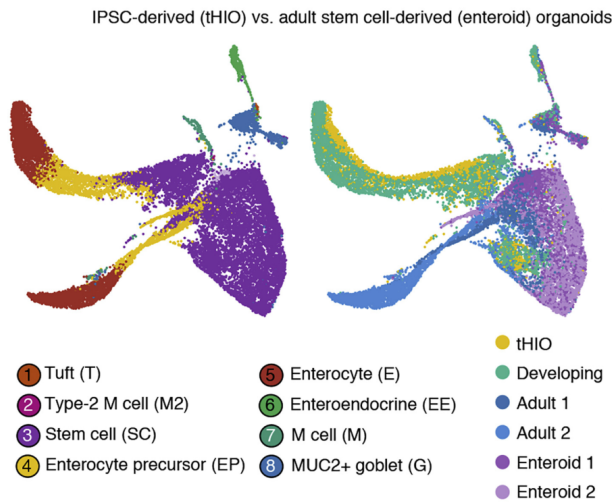 IPSC-derived (tHIO) vs. adult stem cell-derived (enteroid) organoids
1 Tuft (T)
2 Type-2 M cell (M2)
3 Stem cell (SC)
4 Enterocyte precursor (EP)
5 Enterocyte (E)
6 Enteroendocrine (EE)
7 M cell (M)
8 MUC2+ goblet (G)
tHIO
Developing
Adult 1
Adult 2
Enteroid 1
Enteroid 2